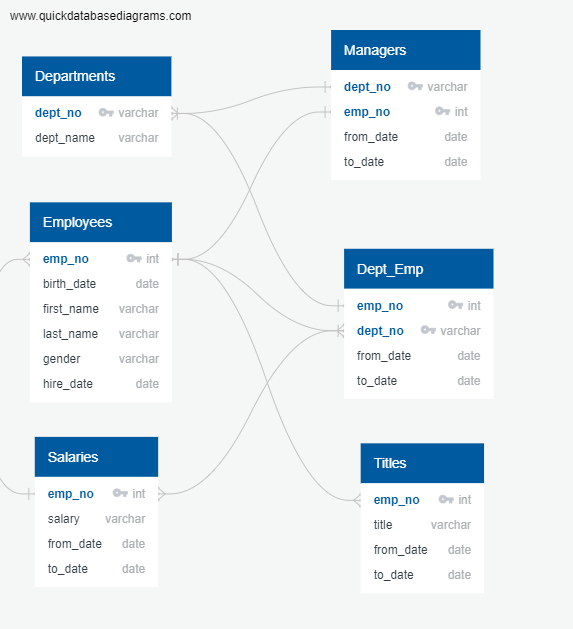 www.quickdatabasediagrams.com
Departments
dept_no varchar
dept_name varchar
Managers
dept_no varchar
emp_no int
from_date date
to_date date
Employees
emp_no int
birth_date date
first_name varchar
last_name varchar
gender varchar
hire_date date
Dept_Emp
emp_no int
dept_no varchar
from_date date
to_date date
Salaries
emp_no int
salary varchar
from_date date
to_date date
Titles
emp_no int
title varchar
from_date date
to_date date